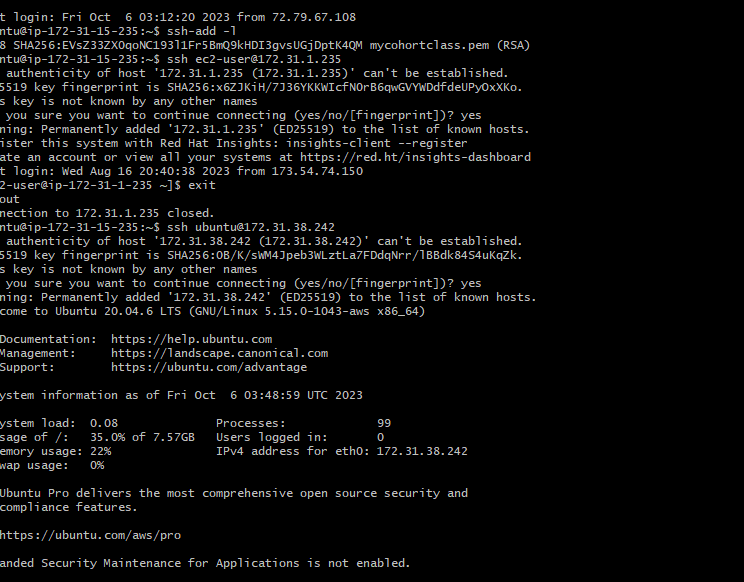 t login: Fri Oct  6 03:12:20 2023 from 72.79.67.108
ntu@ip-172-31-15-235:~$ ssh-add -l
8 SHA256:EVsZ33ZXOqoNC193l1Fr5BmQ9kHDI3gvsUGjDptK4QM mycohortclass.pem (RSA)
ntu@ip-172-31-15-235:~$ ssh ec2-user@172.31.1.235
 authenticity of host '172.31.1.235 (172.31.1.235)' can't be established.
5519 key fingerprint is SHA256:x6ZJKiH/7J36YKKWIcfNOrB6qwGVYWDdfdeUPyOxXKo.
s key is not known by any other names
 you sure you want to continue connecting (yes/no/[fingerprint])? yes
ning: Permanently added '172.31.1.235' (ED25519) to the list of known hosts.
ister this system with Red Hat Insights: insights-client --register
ate an account or view all your systems at https://red.ht/insights-dashboard
t login: Wed Aug 16 20:40:38 2023 from 173.54.74.150
2-user@ip-172-31-1-235 ~]$ exit
out
nection to 172.31.1.235 closed.
ntu@ip-172-31-15-235:~$ ssh ubuntu@172.31.38.242
 authenticity of host '172.31.38.242 (172.31.38.242)' can't be established.
5519 key fingerprint is SHA256:OB/K/sWM4Jpeb3WLztLa7FDdqNrr/lBBdk84S4uKqZk.
s key is not known by any other names
 you sure you want to continue connecting (yes/no/[fingerprint])? yes
ning: Permanently added '172.31.38.242' (ED25519) to the list of known hosts.
come to Ubuntu 20.04.6 LTS (GNU/Linux 5.15.0-1043-aws x86_64)
Documentation:  https://help.ubuntu.com
Management:     https://landscape.canonical.com
Support:        https://ubuntu.com/advantage
ystem information as of Fri Oct  6 03:48:59 UTC 2023
ystem load:  0.08              Processes:             99
sage of /:   35.0% of 7.57GB   Users logged in:       0
emory usage: 22%               IPv4 address for eth0: 172.31.38.242
wap usage:   0%
Ubuntu Pro delivers the most comprehensive open source security and
compliance features.
https://ubuntu.com/aws/pro
anded Security Maintenance for Applications is not enabled.